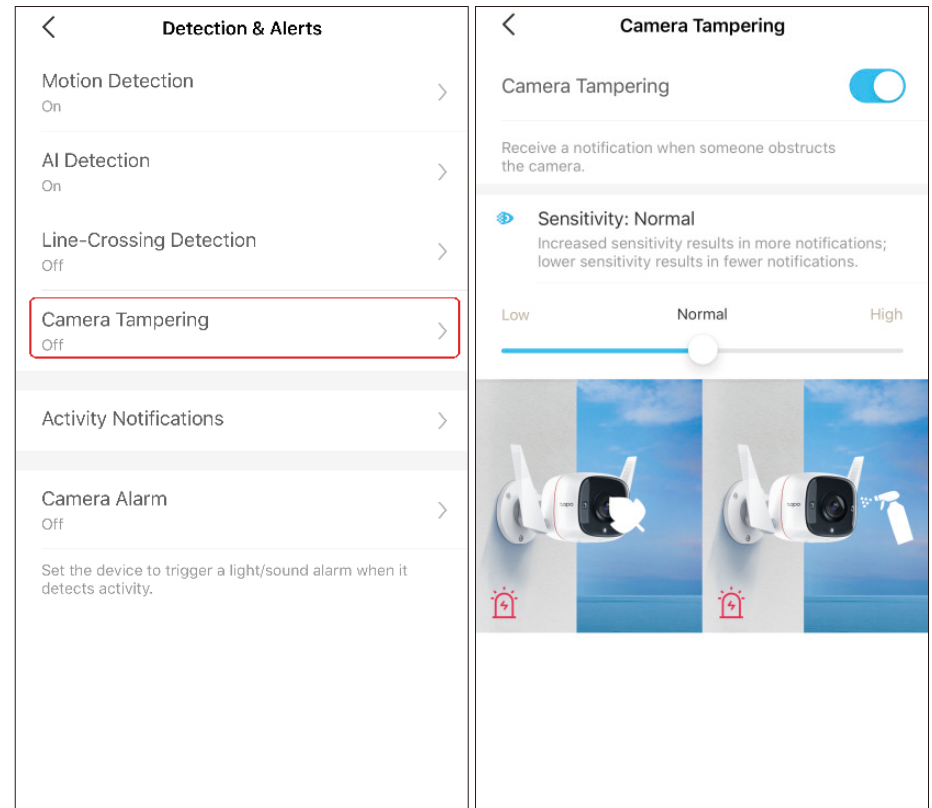 Detection & Alerts
Motion Detection
On
AI Detection
On
Line-Crossing Detection
Off
Camera Tampering
Off
Activity Notifications
Camera Alarm
Off
Set the device to trigger a light/sound alarm when it
detects activity.
Camera Tampering
Camera Tampering
Receive a notification when someone obstructs
the camera.
Sensitivity: Normal
Increased sensitivity results in more notifications;
lower sensitivity results in fewer notifications.
Low Normal High
tapo tapo